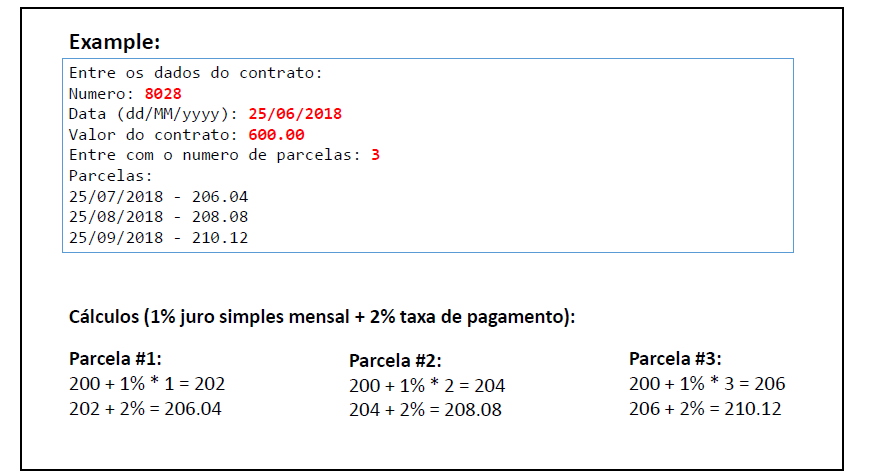 Example:
Entre os dados do contrato:
Numero: 8028
Data (dd/MM/yyyy): 25/06/2018
Valor do contrato: 600.00
Entre com o numero de parcelas: 3
Parcelas:
25/07/2018 - 206.04
25/08/2018 - 208.08
25/09/2018 - 210.12
Cálculos (1% juro simples mensal + 2% taxa de pagamento):
Parcela #1:
200 + 1% * 1 = 202
202 + 2% = 206.04
Parcela #2:
200 + 1% * 2 = 204
204 + 2% = 208.08
Parcela #3:
200 + 1% * 3 = 206
206 + 2% = 210.12